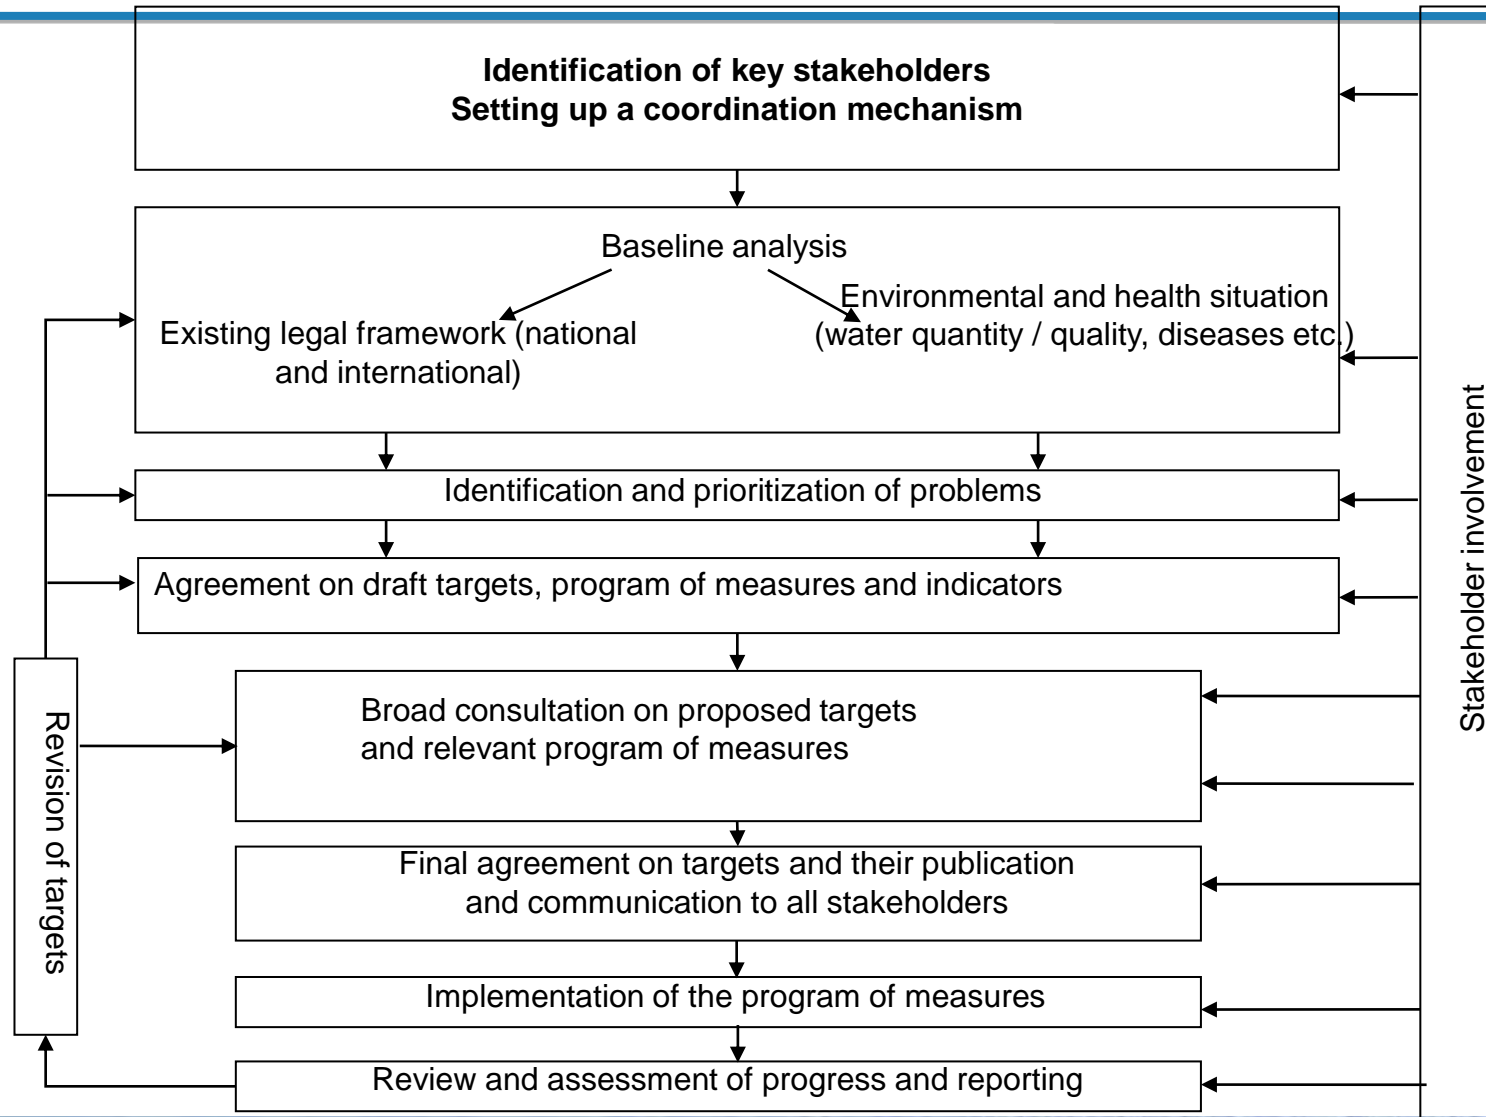 Identification of key stakeholders
Setting up a coordination mechanism
Baseline analysis
Environmental and health situation
(water quantity / quality, diseases etc.)
Existing legal framework (national
and international)
Identification and prioritization of problems
Agreement on draft targets, program of measures and indicators
Broad consultation on proposed targets
and relevant program of measures
Final agreement on targets and their publication
and communication to all stakeholders
Implementation of the program of measures
Review and assessment of progress and reporting
Revision of targets
Stakeholder involvement